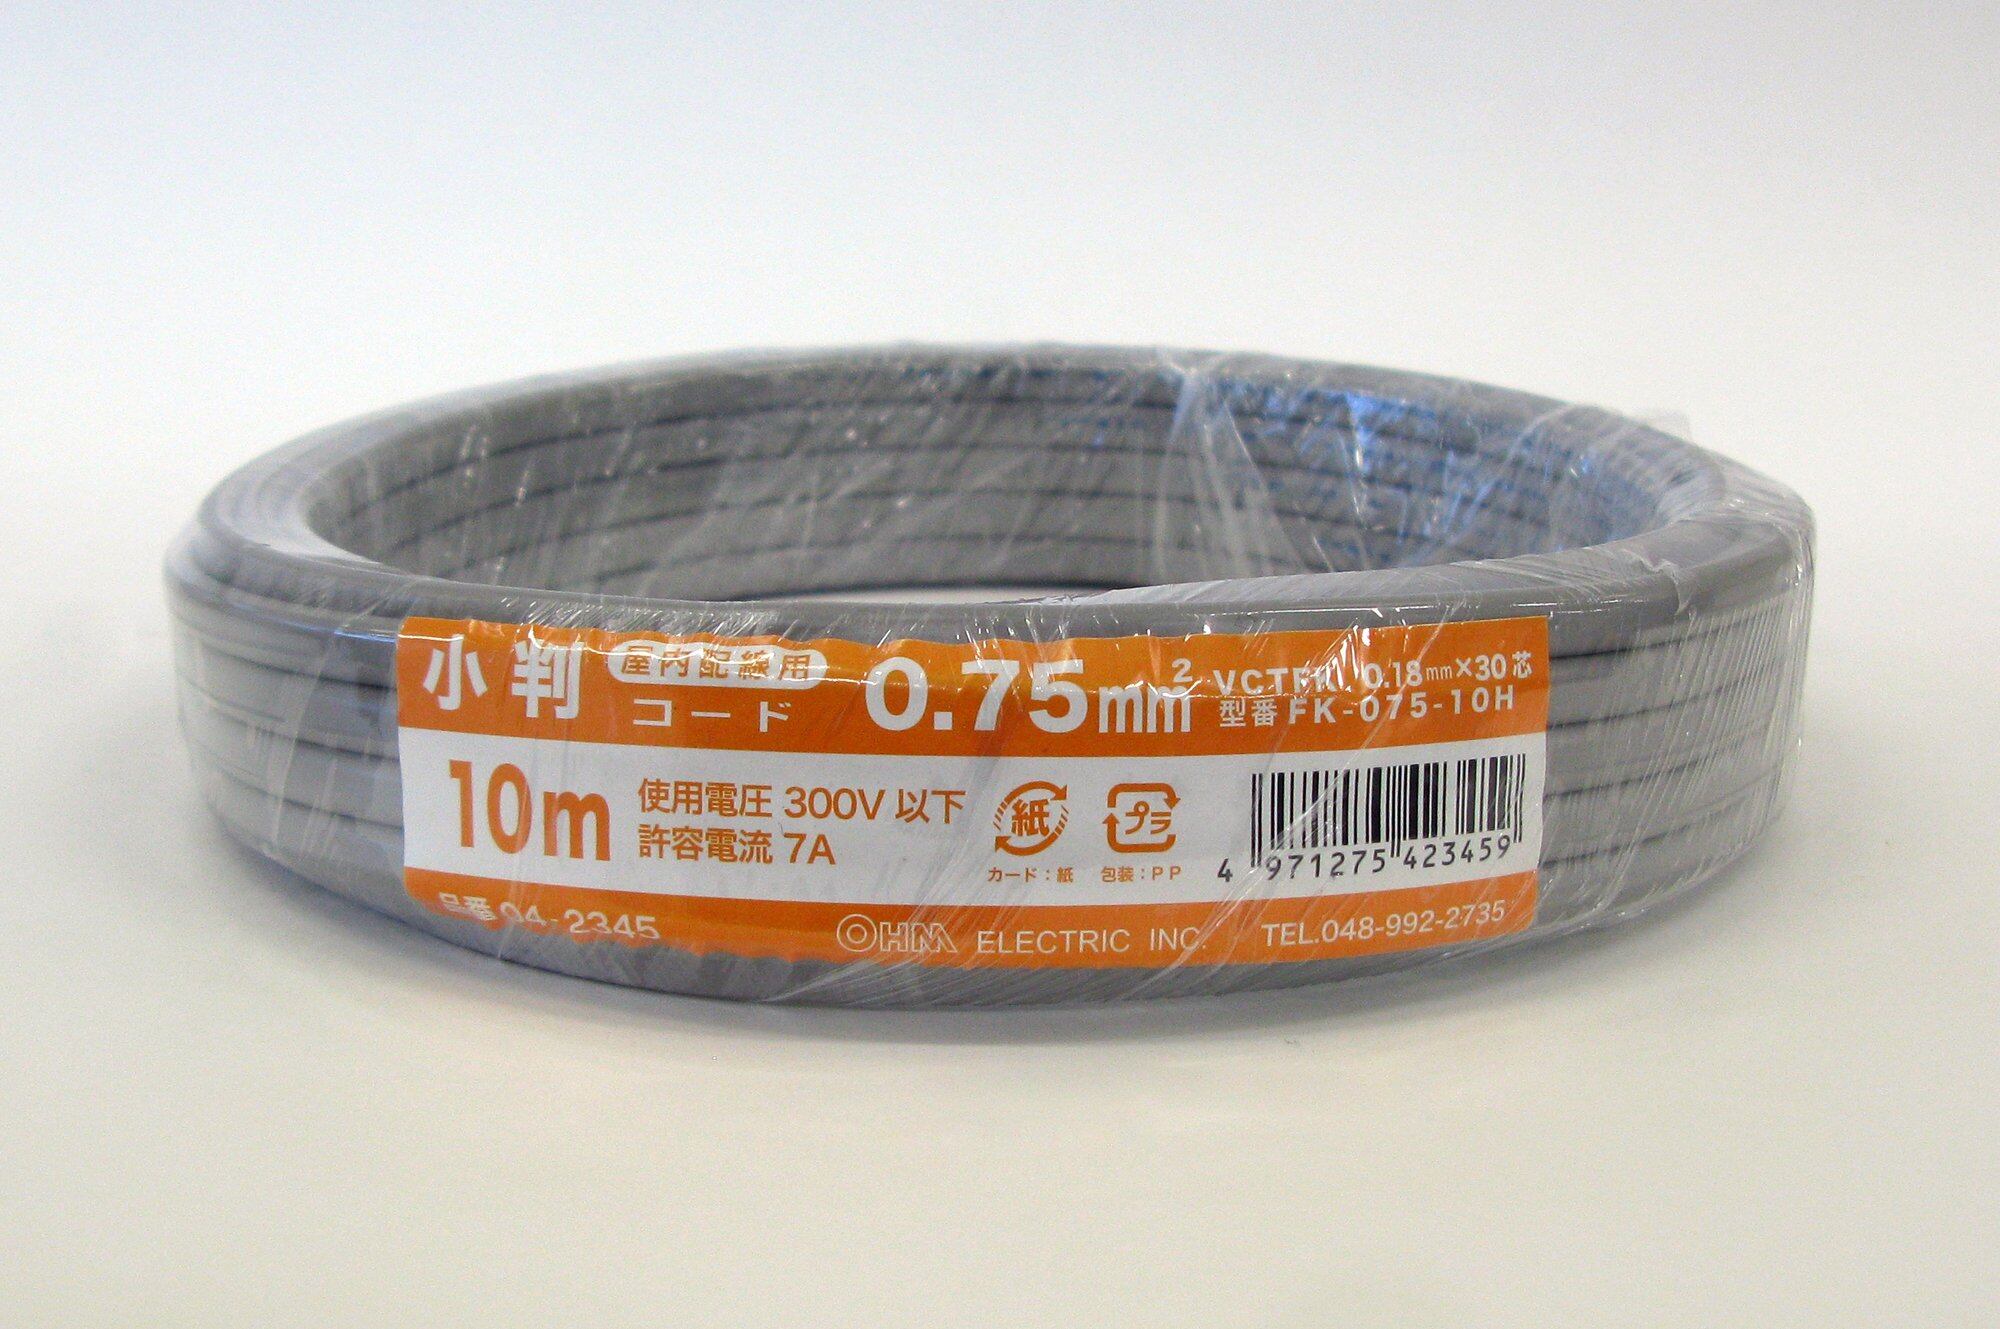 小判 屋内配線用 コード 0.75mm² VCTFK 0.18mm×30芯
型番 FK-075-10H
10m 使用電圧 300V 以下
許容電流 7A
紙 プラ
カード：紙 包装：PP
4 971275 423459
品番 04-2345 OHM ELECTRIC INC. TEL.048-992-2735